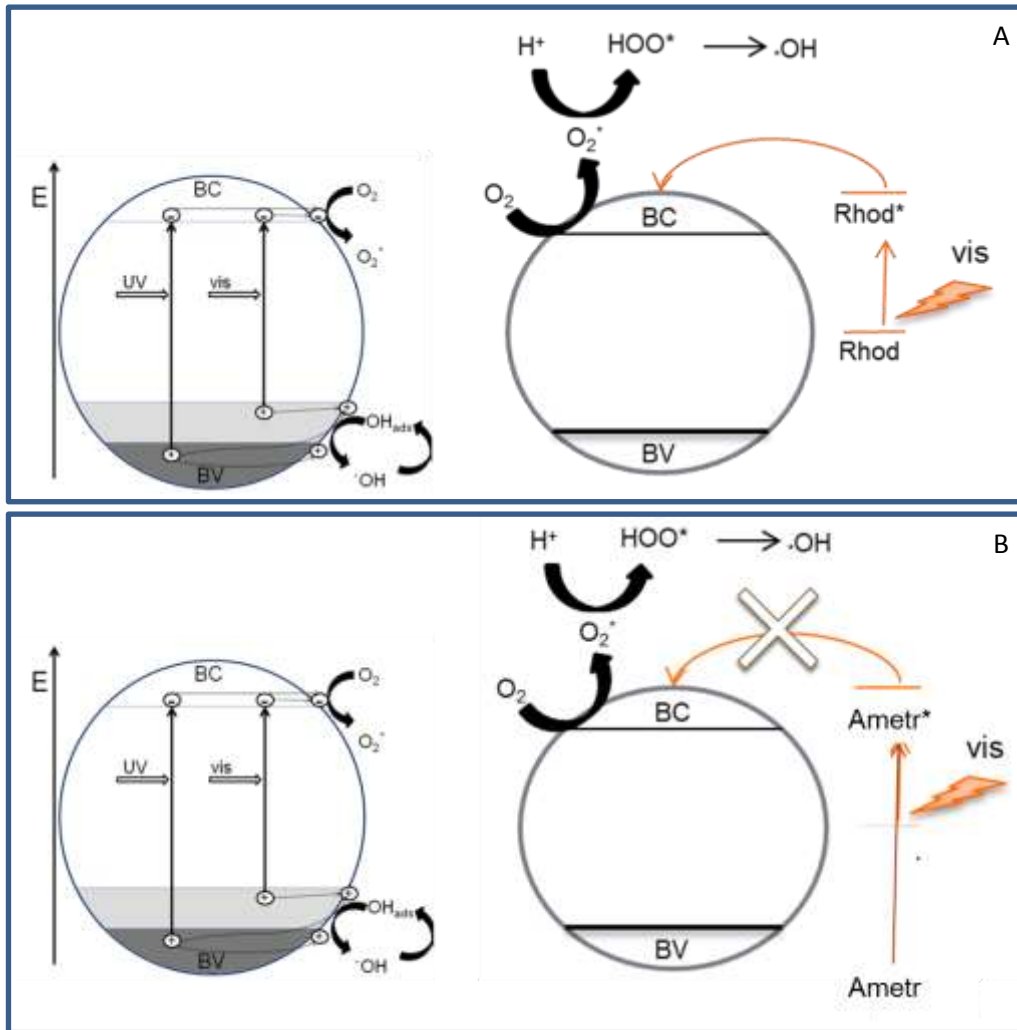 A
H⁺ HOO* → ·OH
O₂*
O₂
BC
Rhod*
vis
Rhod
BV
E
BC
O₂
O₂*
UV vis
OHads
·OH
BV
B
H⁺ HOO* → ·OH
O₂*
O₂
BC
Ametr*
vis
BV
Ametr
E
BC
O₂
O₂*
UV vis
OHads
·OH
BV